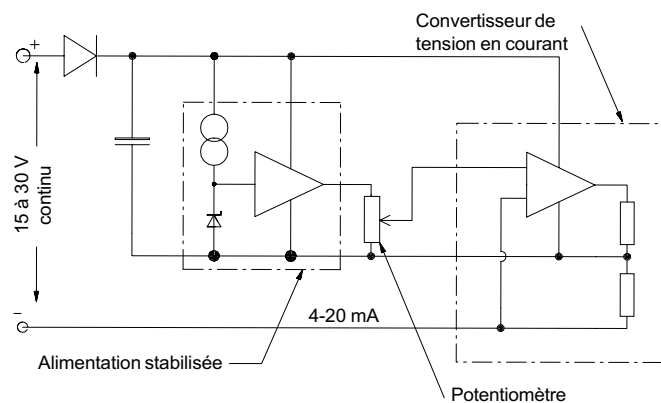 Convertisseur de
tension en courant
+
15 à 30 V
continu
−
4-20 mA
Alimentation stabilisée
Potentiomètre